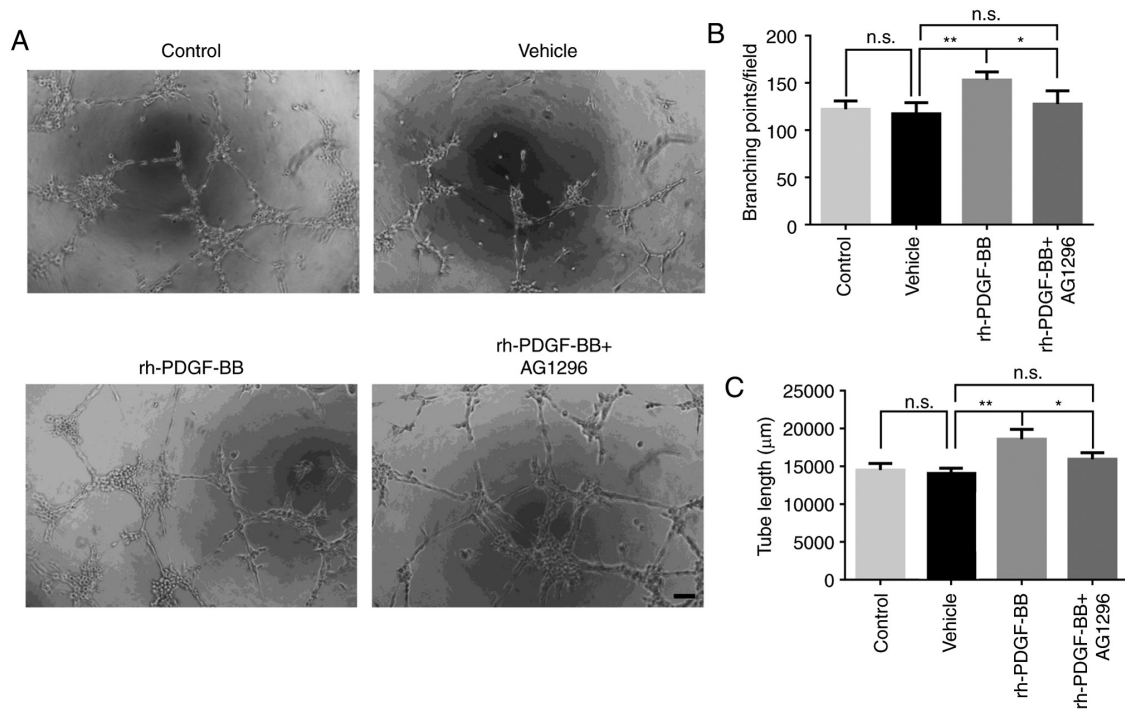 A
Control
Vehicle
rh-PDGF-BB
rh-PDGF-BB+
AG1296
B
n.s.
n.s.
**
*
Branching points/field
200
150
100
50
0
Control
Vehicle
rh-PDGF-BB
rh-PDGF-BB+
AG1296
C
n.s.
n.s.
**
*
Tube length (μm)
25000
20000
15000
10000
5000
0
Control
Vehicle
rh-PDGF-BB
rh-PDGF-BB+
AG1296